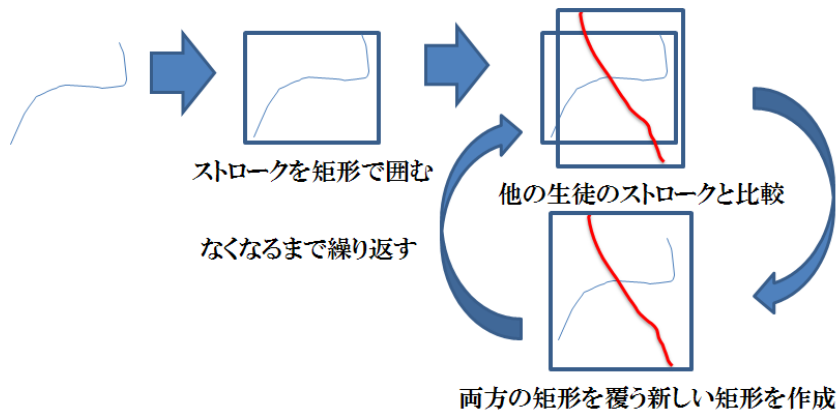 ストロークを矩形で囲む
他の生徒のストロークと比較
なくなるまで繰り返す
両方の矩形を覆う新しい矩形を作成